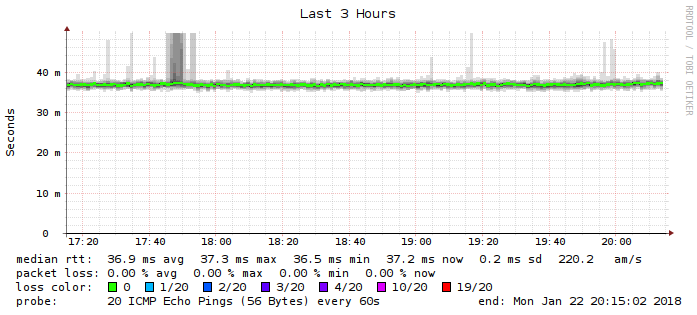 Last 3 Hours
RRDTOOL / TOBI OETIKER
Seconds
40 m
30 m
20 m
10 m
0
17:20 17:40 18:00 18:20 18:40 19:00 19:20 19:40 20:00
median rtt: 36.9 ms avg 37.3 ms max 36.5 ms min 37.2 ms now 0.2 ms sd 220.2 am/s
packet loss: 0.00 % avg 0.00 % max 0.00 % min 0.00 % now
loss color: 0 1/20 2/20 3/20 4/20 10/20 19/20
probe: 20 ICMP Echo Pings (56 Bytes) every 60s end: Mon Jan 22 20:15:02 2018